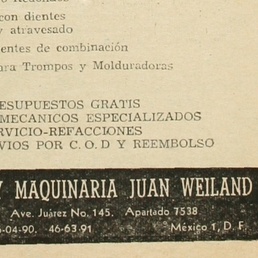 con dientes
y atravesado
entes de combinación
ara Trompos y Molduradoras
ESUPUESTOS GRATIS
MECANICOS ESPECIALIZADOS
RVICIO-REFACCIONES
VIOS POR C.O.D Y REEMBOLSO
Y MAQUINARIA JUAN WEILAND
Ave. Juárez No. 145. Apartado 7538
-04-90. 46-63-91 México 1, D. F.